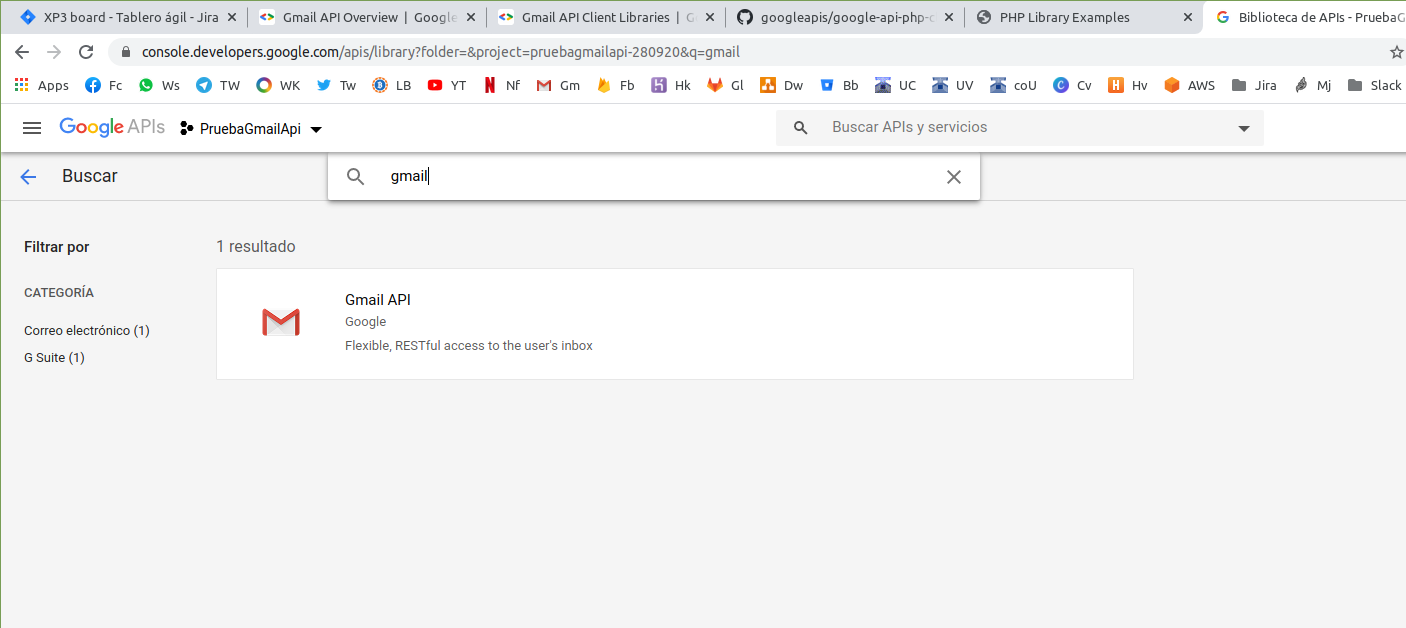 XP3 board - Tablero ágil - Jira Gmail API Overview | Google Gmail API Client Libraries | G googleapis/google-api-php-c PHP Library Examples Biblioteca de APIs - PruebaG
console.developers.google.com/apis/library?folder=&project=pruebagmailapi-280920&q=gmail
Apps Fc Ws TW WK Tw LB YT Nf Gm Fb Hk Gl Dw Bb UC UV coU Cv Hv AWS Jira Mj Slack
Google APIs PruebaGmailApi Buscar APIs y servicios
Buscar gmail
Filtrar por
1 resultado
CATEGORÍA
Correo electrónico (1)
G Suite (1)
Gmail API
Google
Flexible, RESTful access to the user's inbox